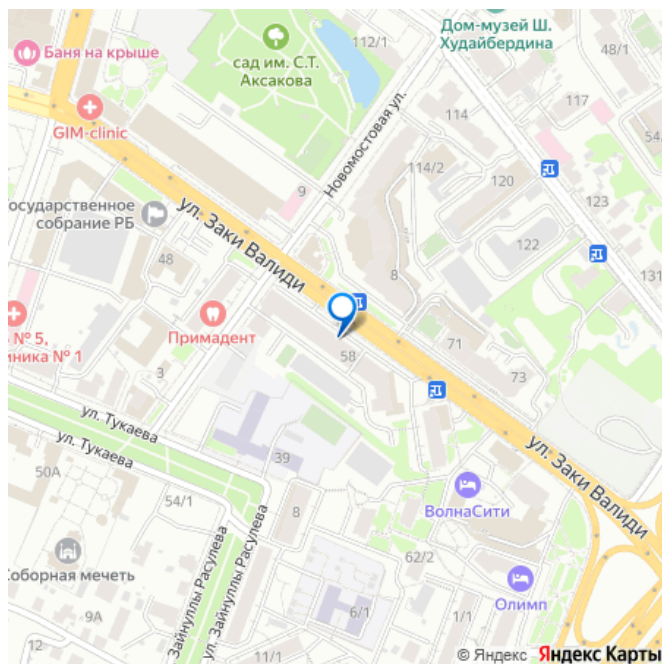 Дом-музей Ш.
Худайбердина
Баня на крыше
112/1
48/1
сад им. С.Т.
Аксакова
GIM-clinic
114
117
Новомостовая ул.
114/2
120
9
123
Государственное
собрание РБ
ул. Заки Валиди
122
48
8
131
Примадент
№ 5,
иника № 1
58
71
73
3
ул. Тукаева
ул. Тукаева
39
ул. Заки Валиди
50А
ВолнаСити
54/1
8
Соборная мечеть
Зайнуллы Расулева
ул. Зайнуллы Расулева
62/2
Олимп
9А
6/1
1/1
12
11/1
© Яндекс Яндекс Карты